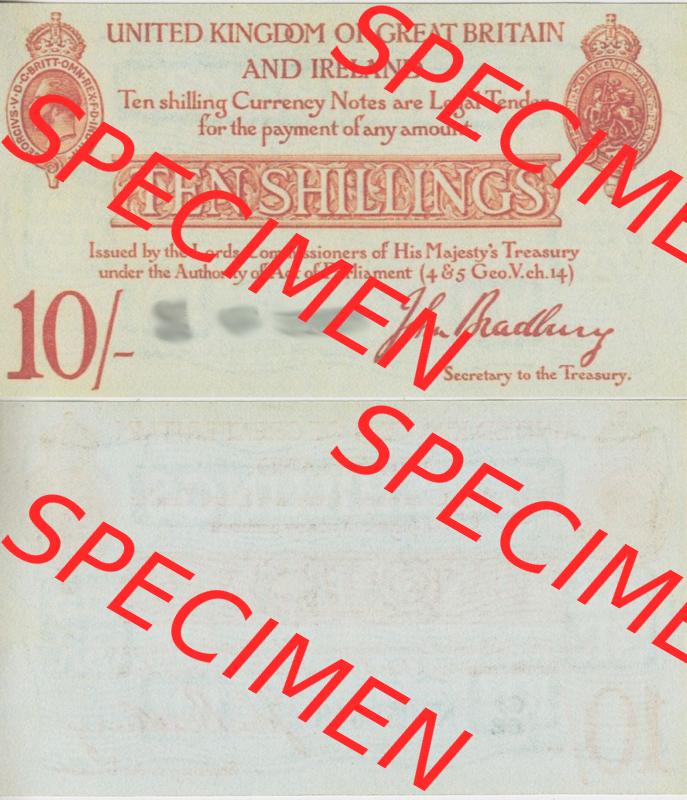 UNITED KINGDOM OF GREAT BRITAIN
AND IRELAND
Ten shilling Currency Notes are Legal Tender
for the payment of any amount
TEN SHILLINGS
Issued by the Lords Commissioners of His Majesty's Treasury
under the Authority of Act of Parliament (4 & 5 Geo.V.ch.14)
10/-
John Bradbury
Secretary to the Treasury.
SPECIMEN
SPECIMEN
SPECIMEN
SPECIMEN